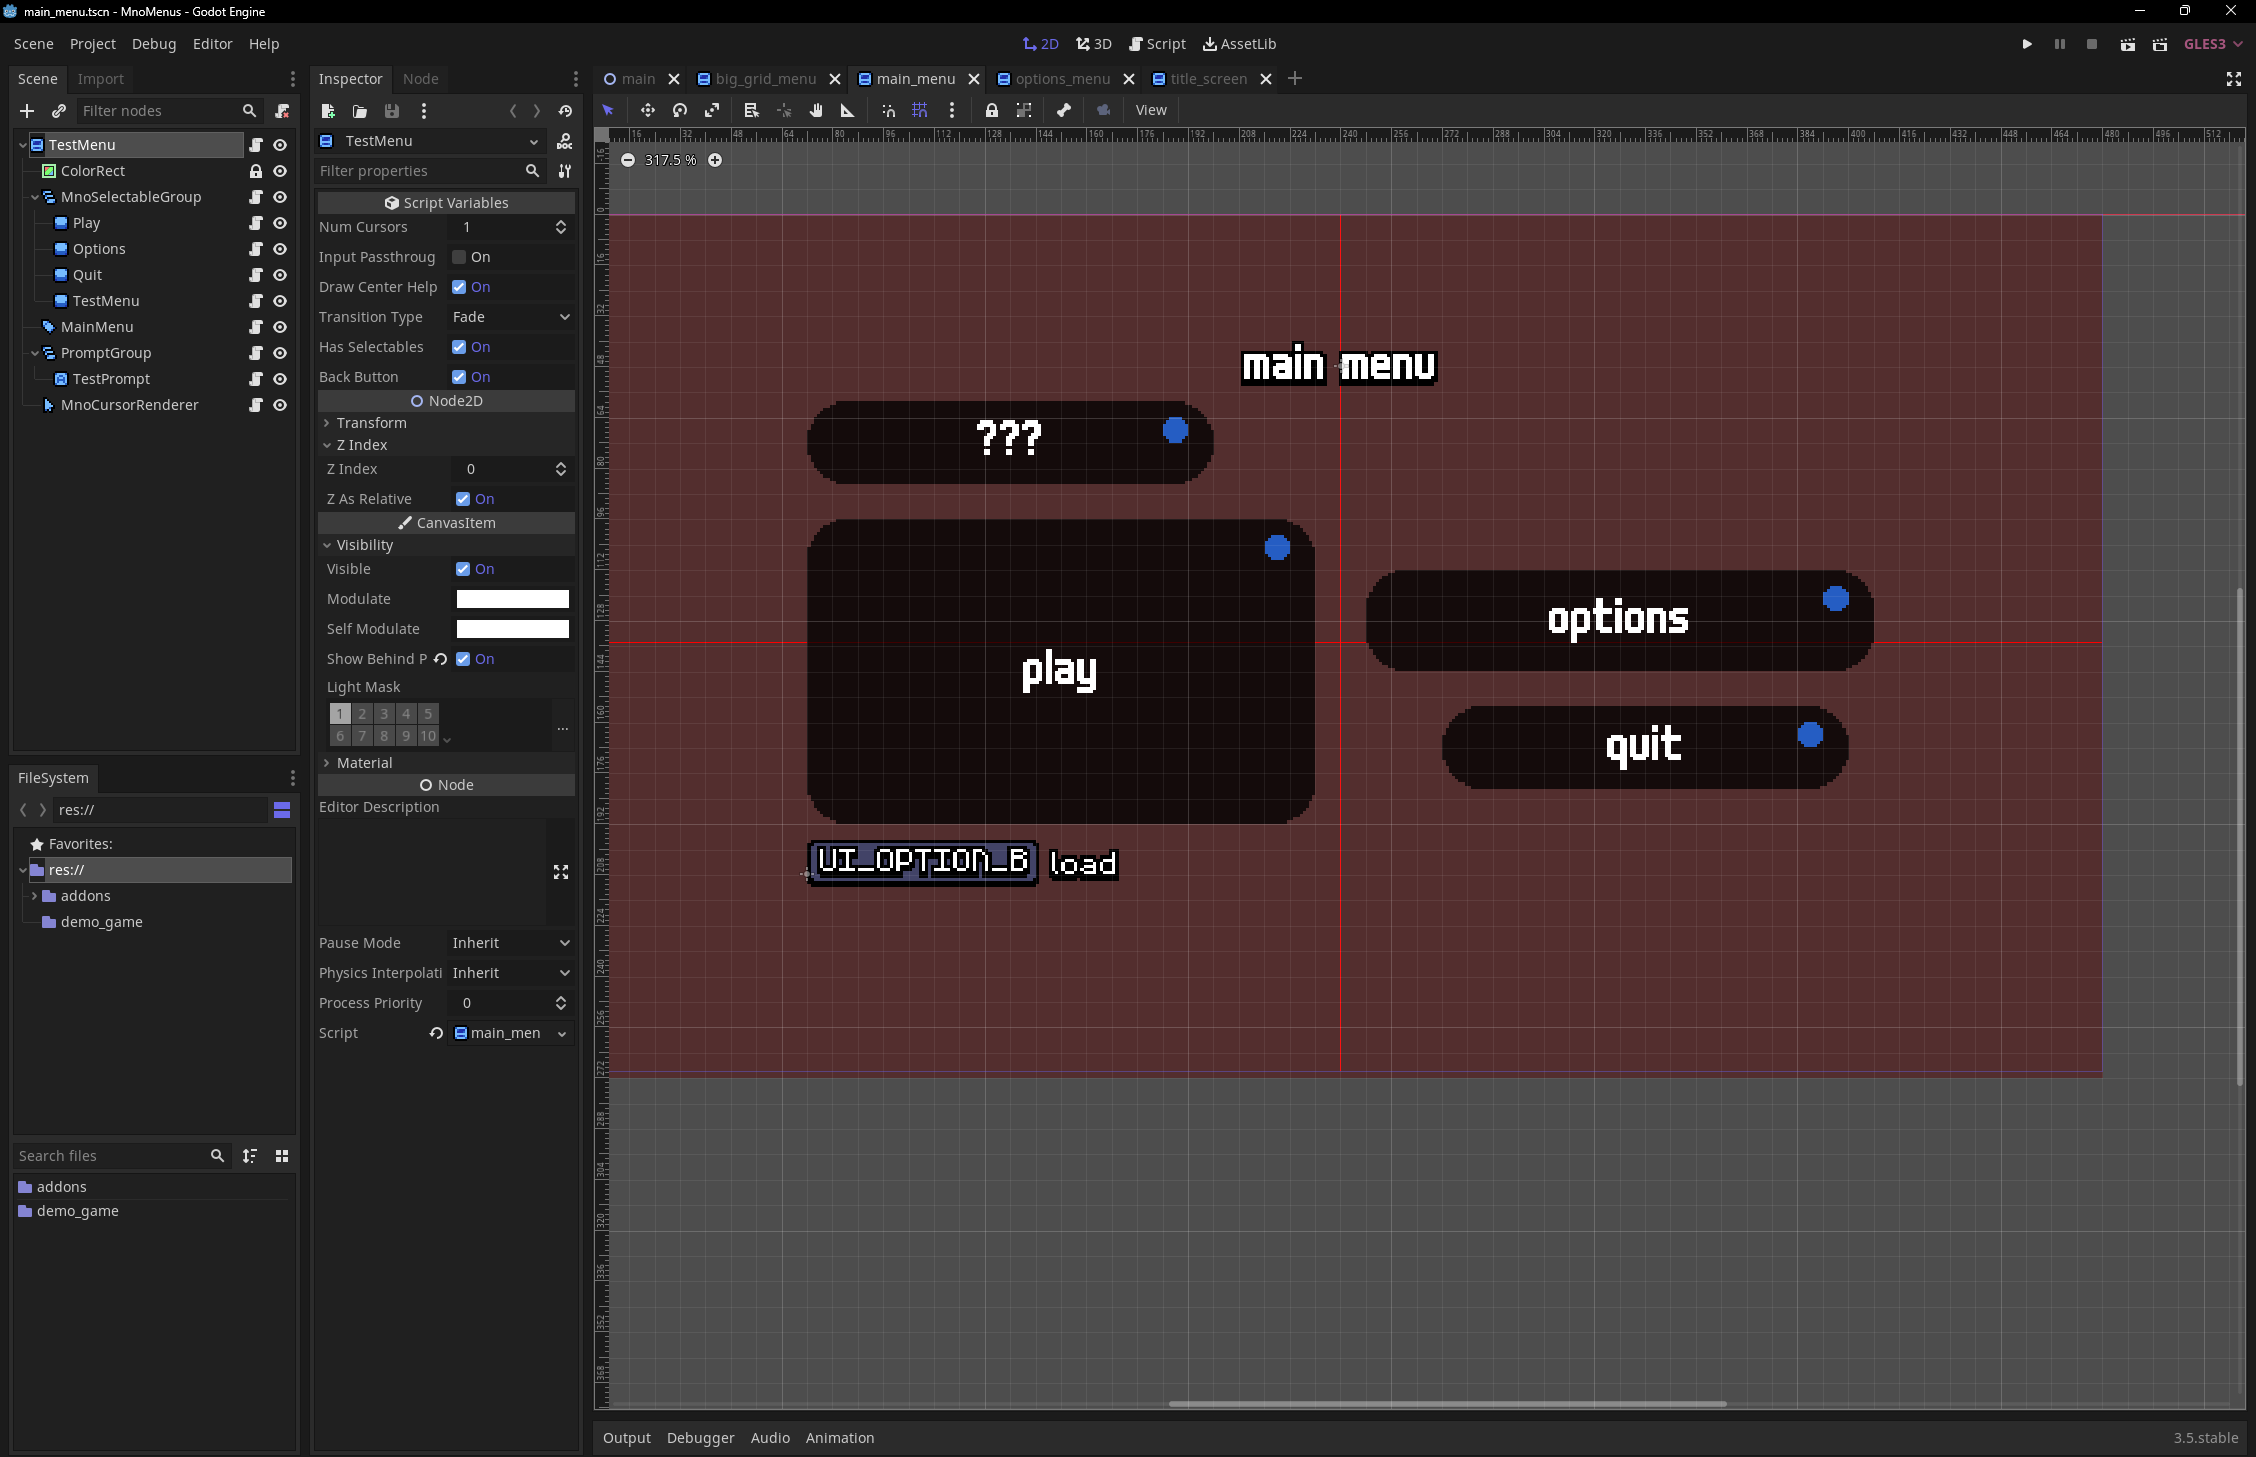 main_menu.tscn - MnoMenus - Godot Engine
Scene Project Debug Editor Help
2D 3D Script AssetLib
GLES3
Scene Import
Filter nodes
TestMenu
ColorRect
MnoSelectableGroup
Play
Options
Quit
TestMenu
MainMenu
PromptGroup
TestPrompt
MnoCursorRenderer
FileSystem
res://
Favorites:
res://
addons
demo_game
Search files
addons
demo_game
Inspector Node
TestMenu
Filter properties
Script Variables
Num Cursors 1
Input Passthroug On
Draw Center Help On
Transition Type Fade
Has Selectables On
Back Button On
Node2D
Transform
Z Index
Z Index 0
Z As Relative On
CanvasItem
Visibility
Visible On
Modulate
Self Modulate
Show Behind P On
Light Mask
1 2 3 4 5
6 7 8 9 10
...
Material
Node
Editor Description
Pause Mode Inherit
Physics Interpolati Inherit
Process Priority 0
Script main_men
main big_grid_menu main_menu options_menu title_screen
View
16 32 48 64 80 96 112 128 144 160 176 192 208 224 240 256 272 288 304 320 336 352 368 384 400 416 432 448 464 480 496 512
317.5 %
main menu
???
play
options
quit
UI_OPTION_B load
Output Debugger Audio Animation
3.5.stable